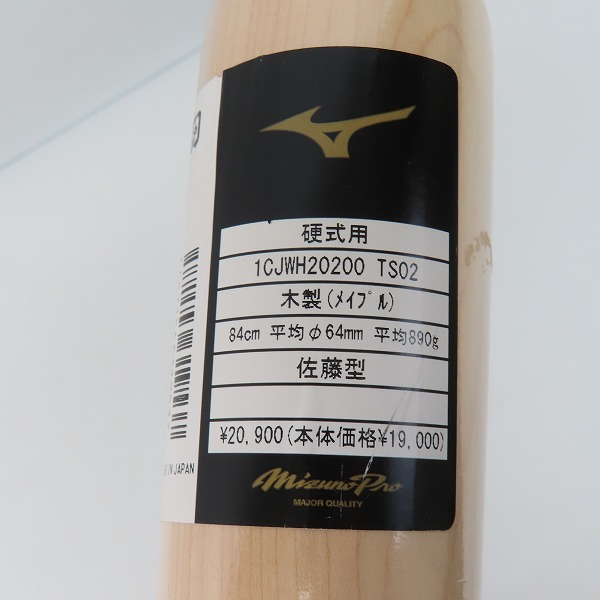 硬式用
1CJWH20200 TS02
木製(ﾒｲﾌﾟﾙ)
84cm 平均φ64mm 平均890g
佐藤型
¥20,900(本体価格¥19,000)
IN JAPAN
MizunoPro
MAJOR QUALITY